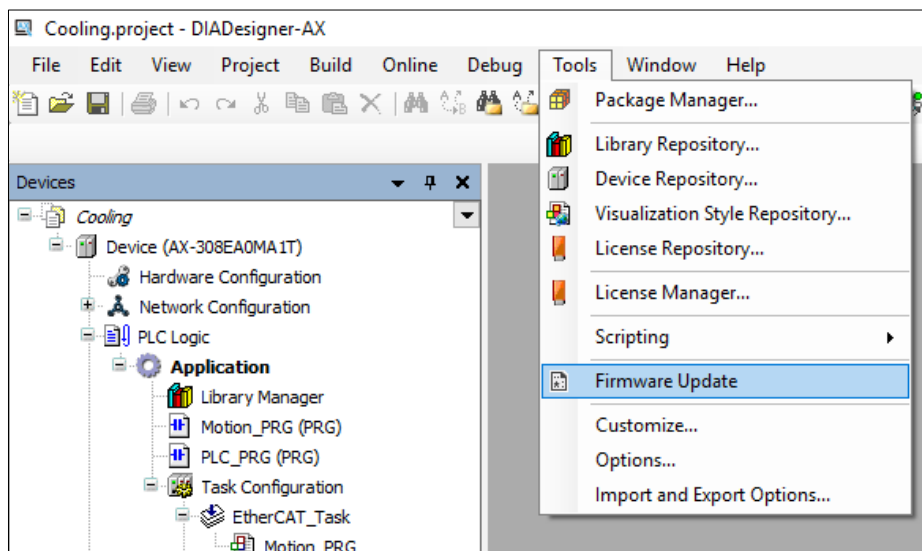 Cooling.project - DIADesigner-AX
File Edit View Project Build Online Debug Tools Window Help
Package Manager...
Library Repository...
Device Repository...
Visualization Style Repository...
License Repository...
License Manager...
Scripting
Firmware Update
Customize...
Options...
Import and Export Options...
Devices
Cooling
Device (AX-308EA0MA1T)
Hardware Configuration
Network Configuration
PLC Logic
Application
Library Manager
Motion_PRG (PRG)
PLC_PRG (PRG)
Task Configuration
EtherCAT_Task
Motion_PRG